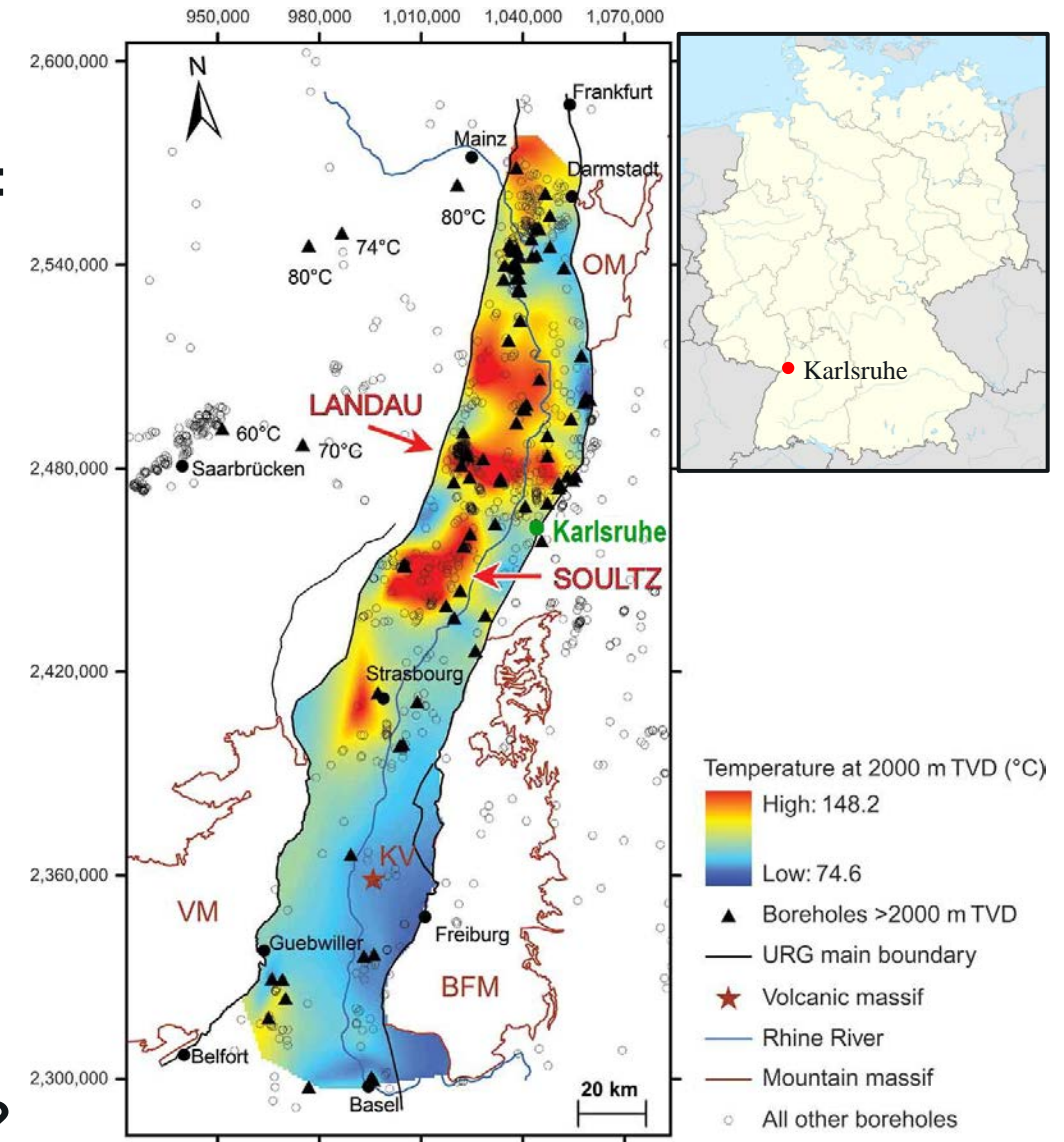 950,000 980,000 1,010,000 1,040,000 1,070,000
2,600,000
N
Frankfurt
Mainz
Darmstadt
80°C
74°C
80°C
OM
2,540,000
Karlsruhe
LANDAU
60°C
70°C
2,480,000
Saarbrücken
Karlsruhe
SOULTZ
2,420,000
Strasbourg
KV
2,360,000
VM
Freiburg
Guebwiller
BFM
Belfort
2,300,000
Basel
20 km
Temperature at 2000 m TVD (°C)
High: 148.2
Low: 74.6
Boreholes >2000 m TVD
URG main boundary
Volcanic massif
Rhine River
Mountain massif
All other boreholes